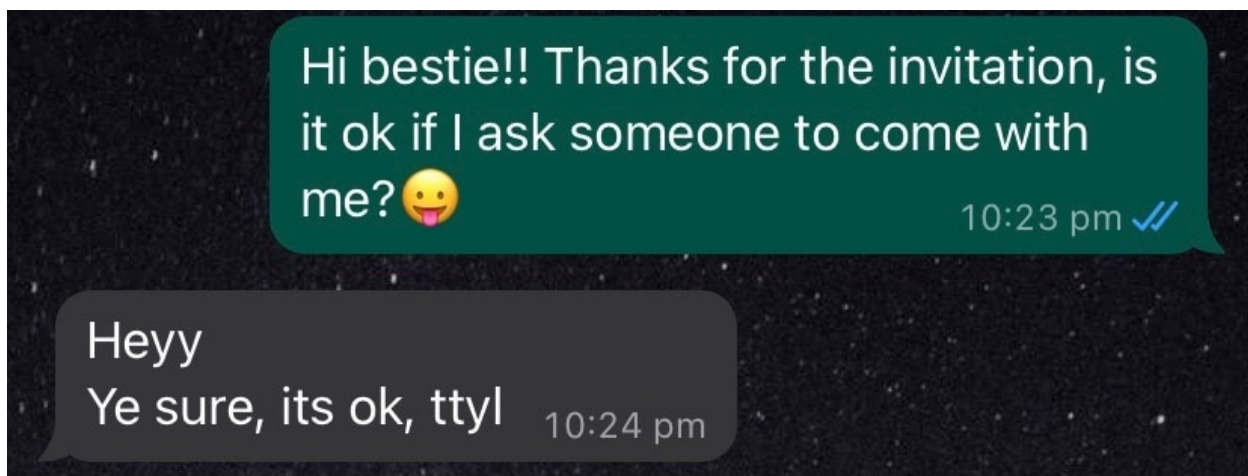 Hi bestie!! Thanks for the invitation, is
it ok if I ask someone to come with
me?😛
10:23 pm
Heyy
Ye sure, its ok, ttyl
10:24 pm